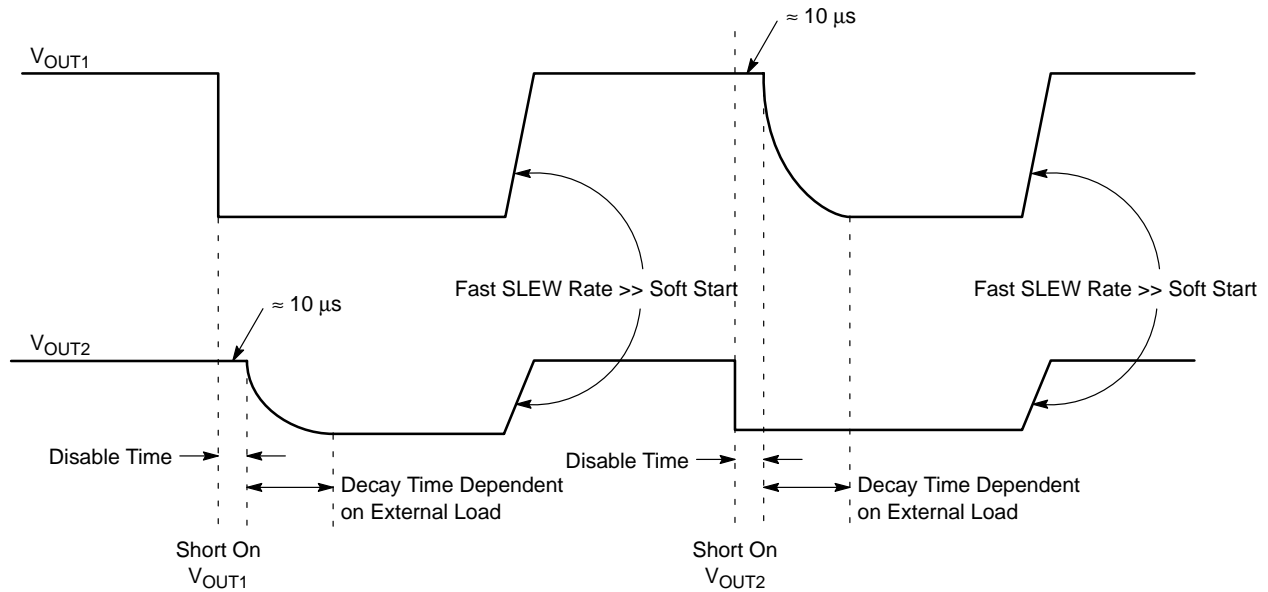 ≈ 10 μs
VOUT1
Fast SLEW Rate >> Soft Start
Fast SLEW Rate >> Soft Start
≈ 10 μs
VOUT2
Disable Time
Disable Time
Decay Time Dependent
on External Load
Decay Time Dependent
on External Load
Short On
VOUT1
Short On
VOUT2